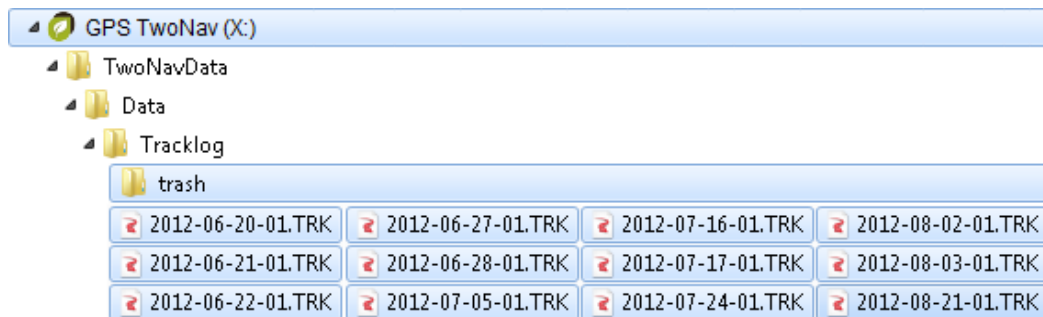 GPS TwoNav (X:)
TwoNavData
Data
Tracklog
trash
2012-06-20-01.TRK 2012-06-27-01.TRK 2012-07-16-01.TRK 2012-08-02-01.TRK
2012-06-21-01.TRK 2012-06-28-01.TRK 2012-07-17-01.TRK 2012-08-03-01.TRK
2012-06-22-01.TRK 2012-07-05-01.TRK 2012-07-24-01.TRK 2012-08-21-01.TRK